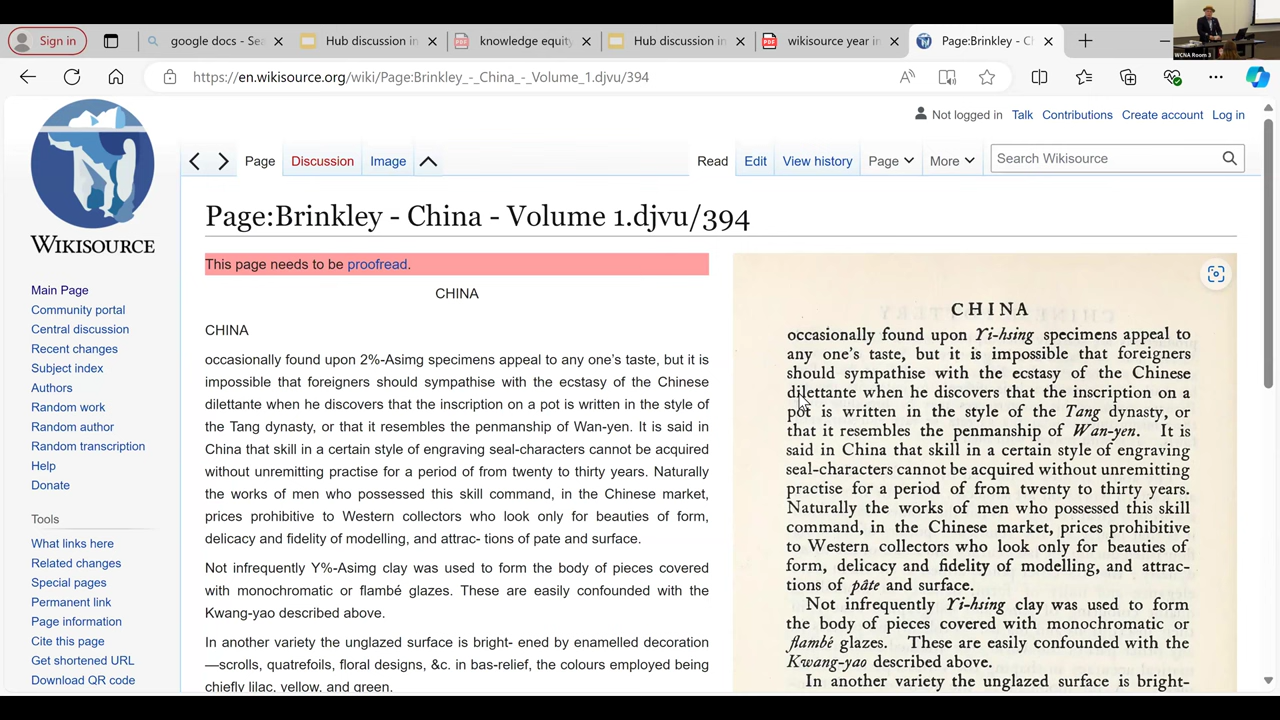 Sign in
google docs - Sea
Hub discussion in
knowledge equity
Hub discussion in
wikisource year in
Page:Brinkley - Ch
WCNA Room 3
https://en.wikisource.org/wiki/Page:Brinkley_-_China_-_Volume_1.djvu/394
Not logged in Talk Contributions Create account Log in
Page Discussion Image Read Edit View history Page More Search Wikisource
WIKISOURCE
Main Page
Community portal
Central discussion
Recent changes
Subject index
Authors
Random work
Random author
Random transcription
Help
Donate
Tools
What links here
Related changes
Special pages
Permanent link
Page information
Cite this page
Get shortened URL
Download QR code
Page:Brinkley - China - Volume 1.djvu/394
This page needs to be proofread.
CHINA
CHINA
occasionally found upon 2%-Asimg specimens appeal to any one's taste, but it is
impossible that foreigners should sympathise with the ecstasy of the Chinese
dilettante when he discovers that the inscription on a pot is written in the style of
the Tang dynasty, or that it resembles the penmanship of Wan-yen. It is said in
China that skill in a certain style of engraving seal-characters cannot be acquired
without unremitting practise for a period of from twenty to thirty years. Naturally
the works of men who possessed this skill command, in the Chinese market,
prices prohibitive to Western collectors who look only for beauties of form,
delicacy and fidelity of modelling, and attrac- tions of pate and surface.
Not infrequently Y%-Asimg clay was used to form the body of pieces covered
with monochromatic or flambé glazes. These are easily confounded with the
Kwang-yao described above.
In another variety the unglazed surface is bright- ened by enamelled decoration
—scrolls, quatrefoils, floral designs, &c. in bas-relief, the colours employed being
chiefly lilac, yellow, and green.
CHINA
occasionally found upon Yi-hsing specimens appeal to
any one's taste, but it is impossible that foreigners
should sympathise with the ecstasy of the Chinese
dilettante when he discovers that the inscription on a
pot is written in the style of the Tang dynasty, or
that it resembles the penmanship of Wan-yen. It is
said in China that skill in a certain style of engraving
seal-characters cannot be acquired without unremitting
practise for a period of from twenty to thirty years.
Naturally the works of men who possessed this skill
command, in the Chinese market, prices prohibitive
to Western collectors who look only for beauties of
form, delicacy and fidelity of modelling, and attrac-
tions of pâte and surface.
Not infrequently Yi-hsing clay was used to form
the body of pieces covered with monochromatic or
flambé glazes. These are easily confounded with the
Kwang-yao described above.
In another variety the unglazed surface is bright-